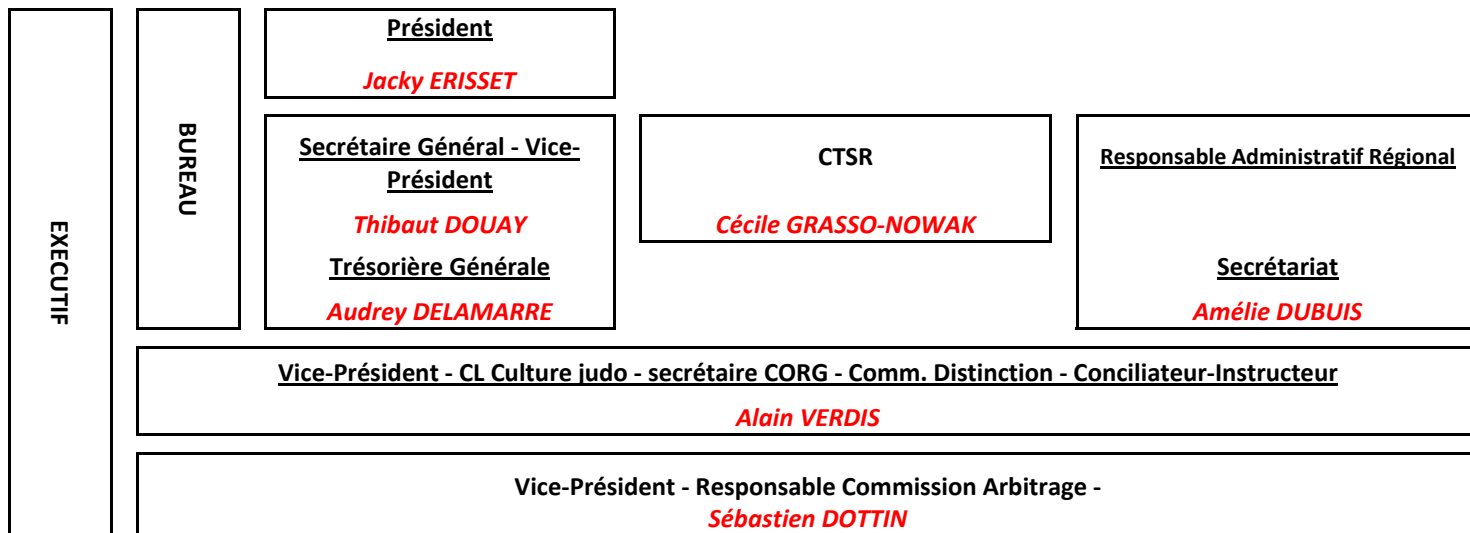 EXECUTIF
BUREAU
Président
Jacky ERISSET
Secrétaire Général - Vice-
Président
Thibaut DOUAY
Trésorière Générale
Audrey DELAMARRE
CTSR
Cécile GRASSO-NOWAK
Responsable Administratif Régional
Secrétariat
Amélie DUBUIS
Vice-Président - CL Culture judo - secrétaire CORG - Comm. Distinction - Conciliateur-Instructeur
Alain VERDIS
Vice-Président - Responsable Commission Arbitrage -
Sébastien DOTTIN